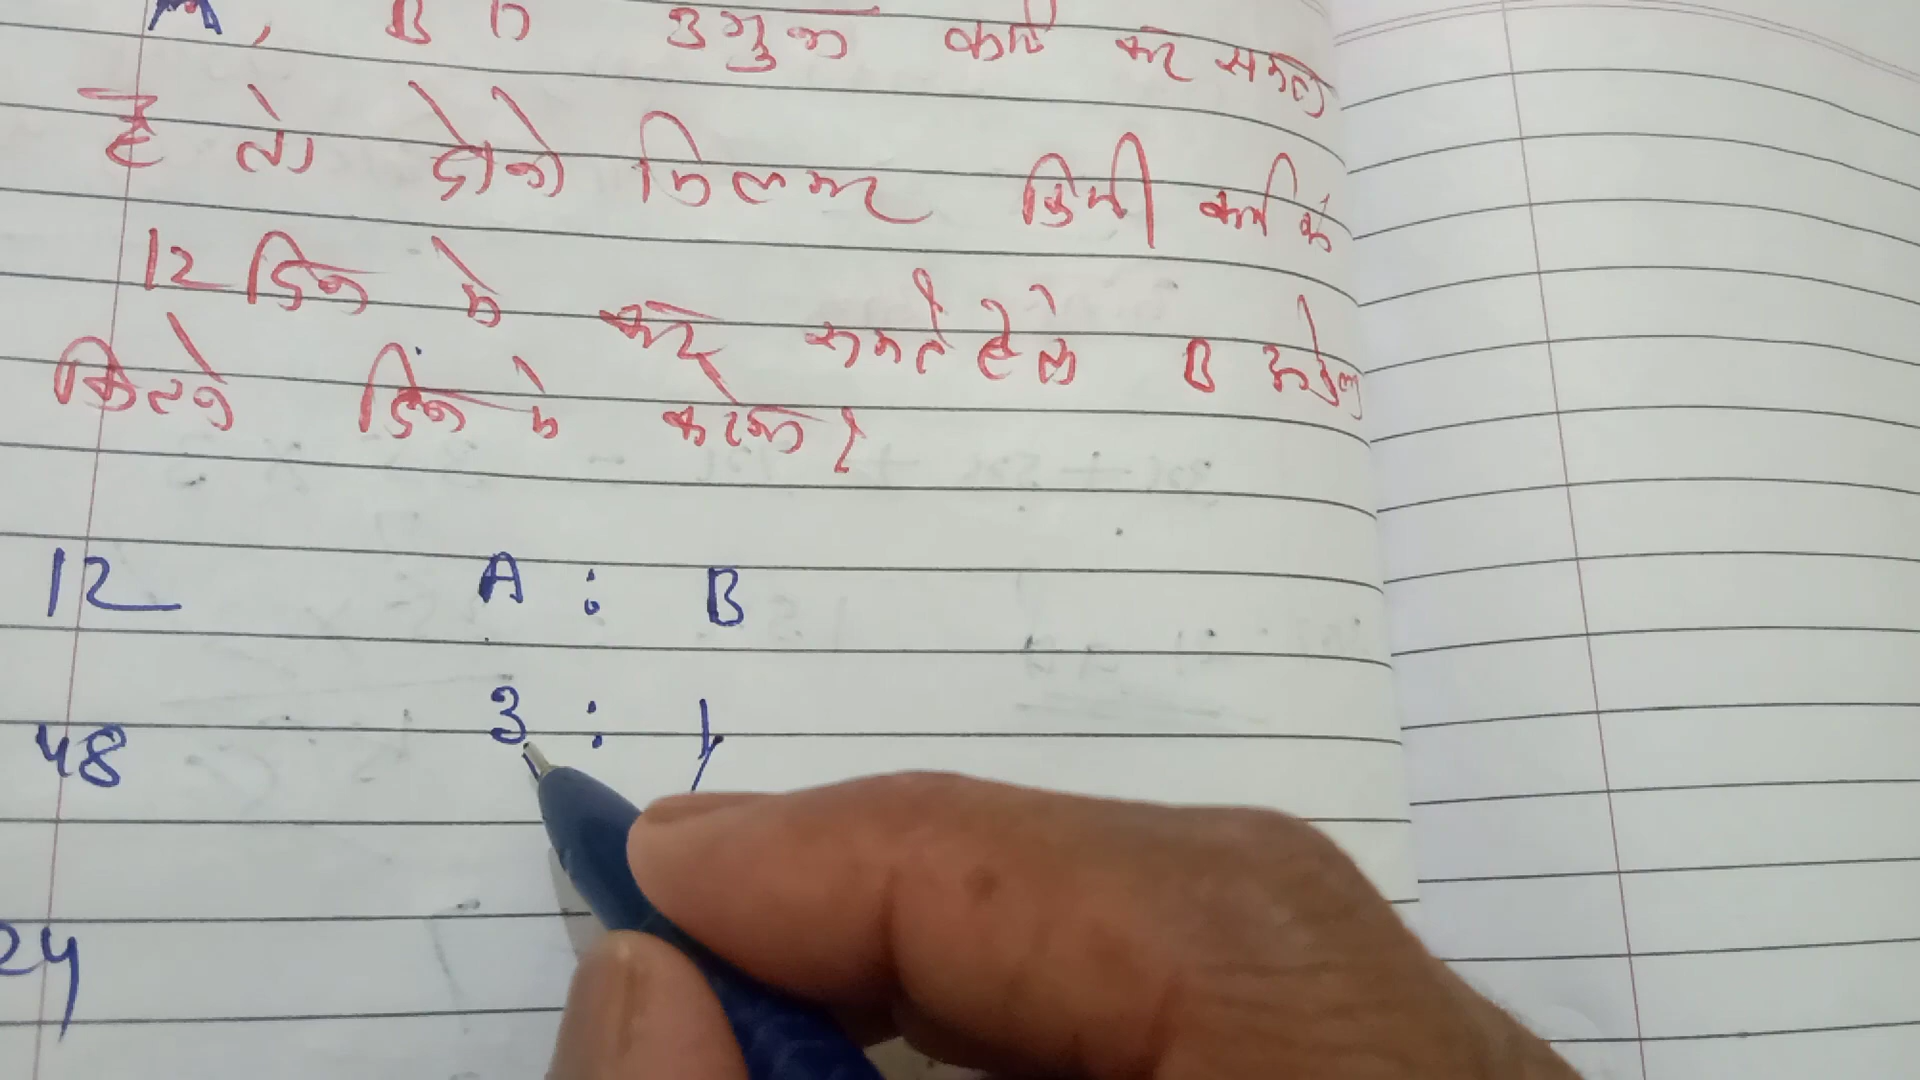 A, B का 3 गुना कार्य कर सकता
है तो दोनो मिलकर किसी कार्य को
12 दिन मे कर सकते है तो B अकेला
कितने दिन मे करेगा ?
12 A : B
48 3 : 1
24